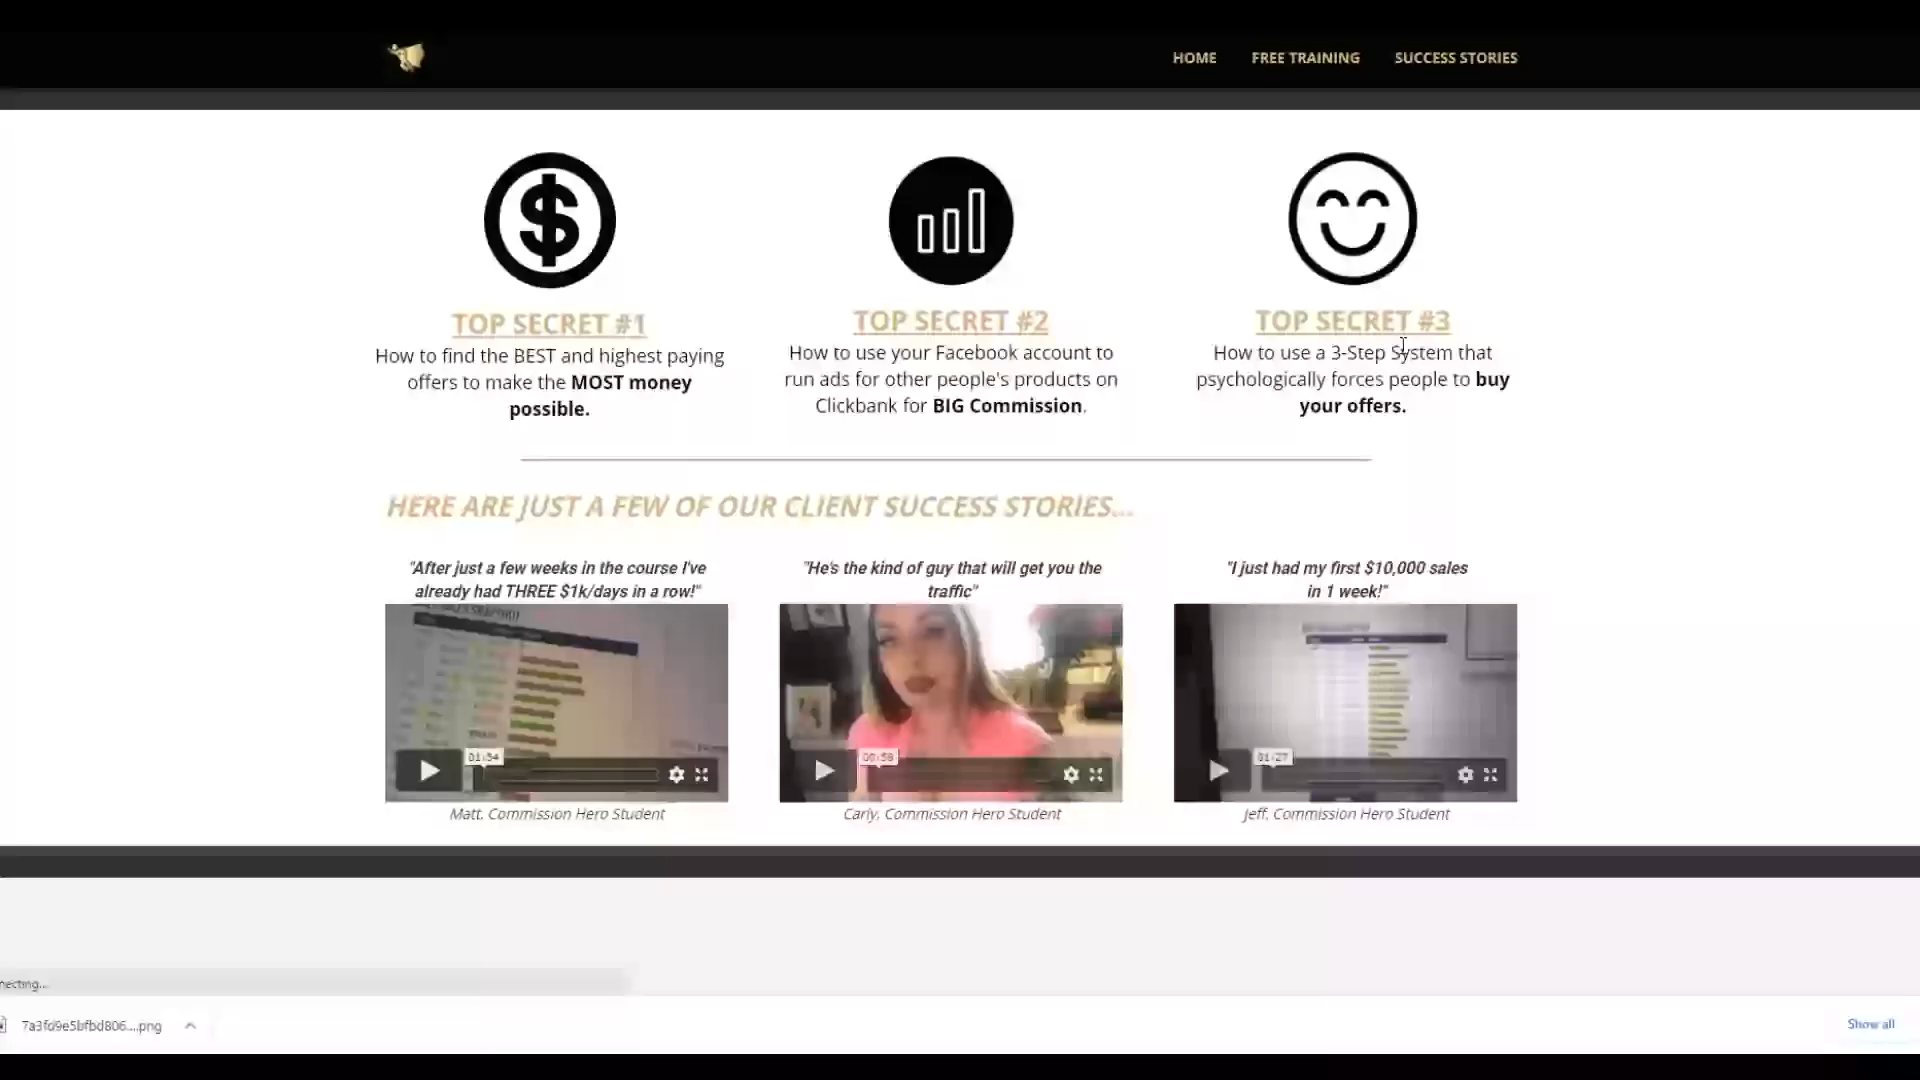 HOME FREE TRAINING SUCCESS STORIES
TOP SECRET #1
How to find the BEST and highest paying
offers to make the MOST money
possible.
TOP SECRET #2
How to use your Facebook account to
run ads for other people's products on
Clickbank for BIG Commission.
TOP SECRET #3
How to use a 3-Step System that
psychologically forces people to buy
your offers.
HERE ARE JUST A FEW OF OUR CLIENT SUCCESS STORIES...
"After just a few weeks in the course I've
already had THREE $1k/days in a row!"
01:54
Matt, Commission Hero Student
"He's the kind of guy that will get you the
traffic"
00:58
Carly, Commission Hero Student
"I just had my first $10,000 sales
in 1 week!"
01:27
Jeff, Commission Hero Student
necting...
7a3fd9e5bfbd806....png
Show all